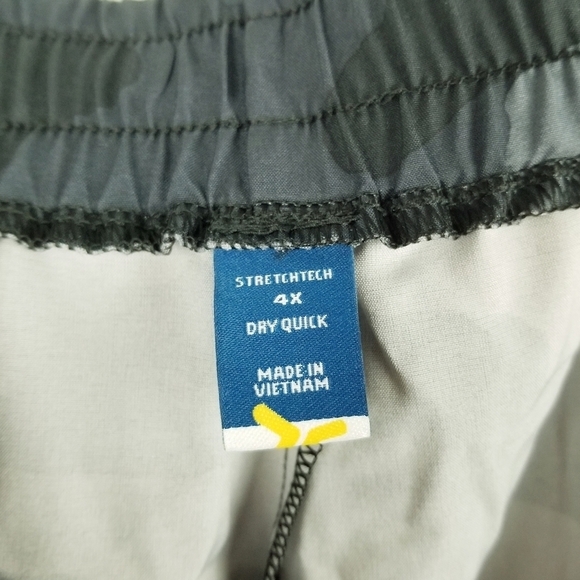 STRETCHTECH
4X
DRY QUICK
MADE IN
VIETNAM